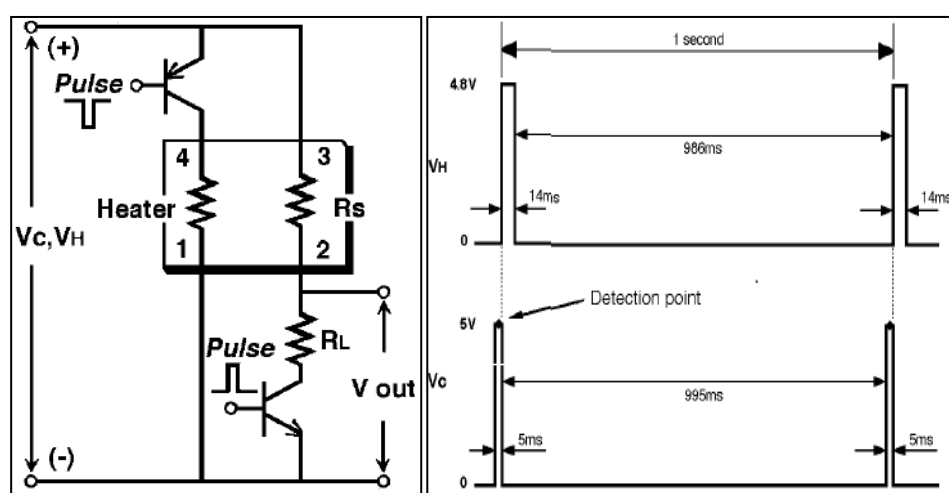 (+)
Pulse
4
3
Heater
Rs
Vc,VH
1
2
RL
Pulse
V out
(-)
1 second
4.8V
986ms
VH
14ms
14ms
0
Detection point
5V
Vc
995ms
5ms
5ms
0